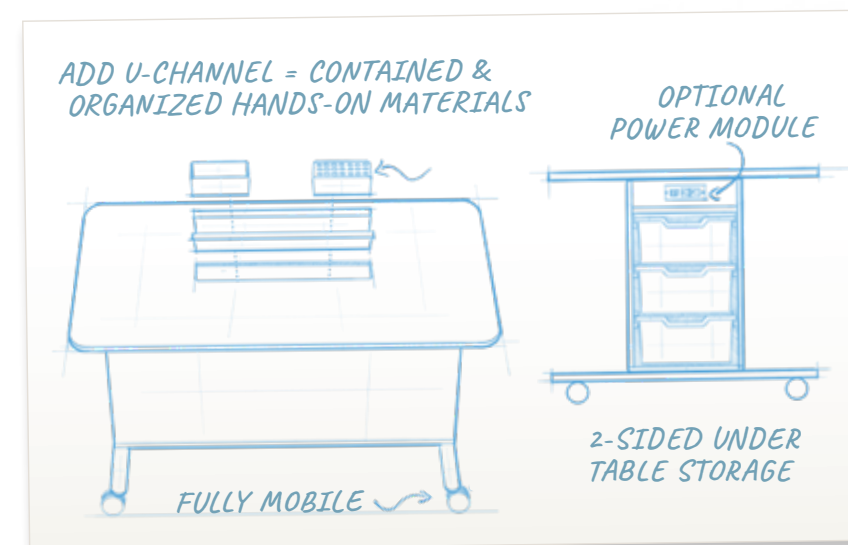 ADD U-CHANNEL = CONTAINED &
ORGANIZED HANDS-ON MATERIALS
OPTIONAL
POWER MODULE
2-SIDED UNDER
TABLE STORAGE
FULLY MOBILE